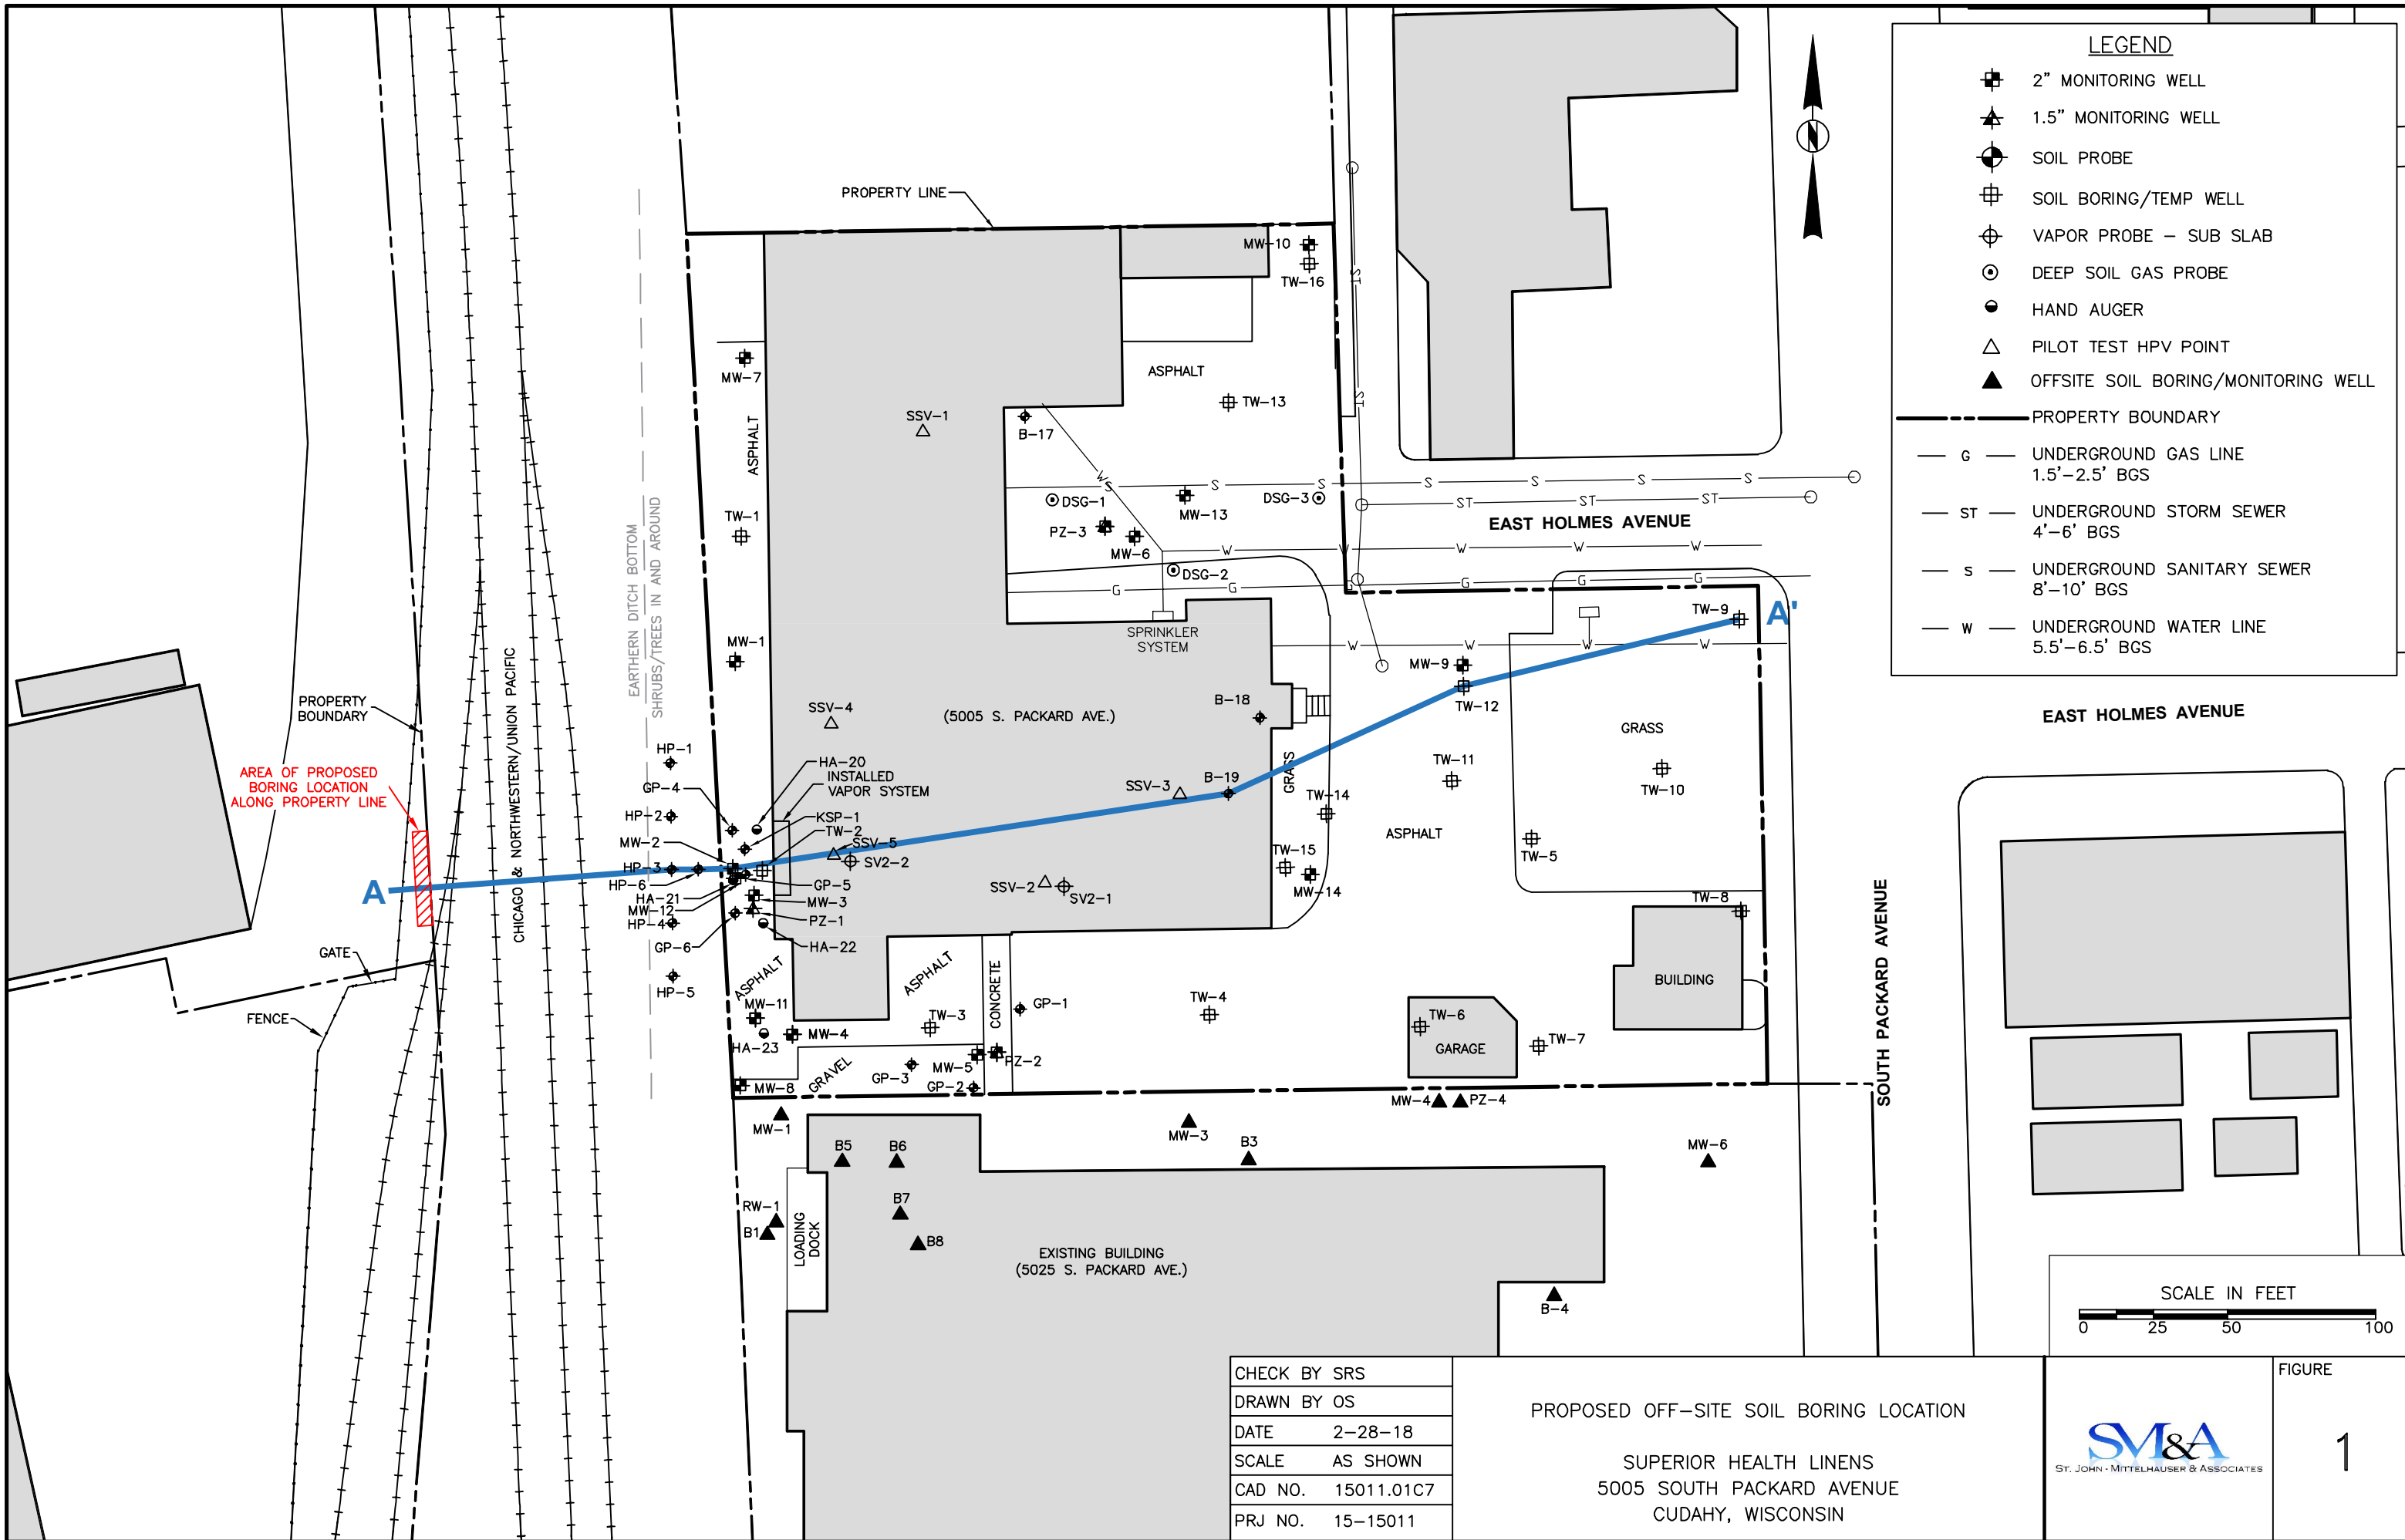 LEGEND
2" MONITORING WELL
1.5" MONITORING WELL
SOIL PROBE
SOIL BORING/TEMP WELL
VAPOR PROBE - SUB SLAB
DEEP SOIL GAS PROBE
HAND AUGER
PILOT TEST HPV POINT
OFFSITE SOIL BORING/MONITORING WELL
PROPERTY BOUNDARY
G
UNDERGROUND GAS LINE
1.5'-2.5' BGS
ST
UNDERGROUND STORM SEWER
4'-6' BGS
S
UNDERGROUND SANITARY SEWER
8'-10' BGS
W
UNDERGROUND WATER LINE
5.5'-6.5' BGS
N
PROPERTY LINE
MW-10
TW-16
ST
MW-7
ASPHALT
ASPHALT
TW-13
ST
SSV-1
B-17
WS
S
S
S
S
S
S
S
DSG-1
MW-13
DSG-3
ST
ST
ST
TW-1
PZ-3
MW-6
EAST HOLMES AVENUE
W
W
W
W
W
DSG-2
G
G
G
G
G
G
EARTHERN DITCH BOTTOM
SHRUBS/TREES IN AND AROUND
SPRINKLER
SYSTEM
TW-9
A'
MW-1
W
W
W
W
MW-9
TW-12
CHICAGO & NORTHWESTERN/UNION PACIFIC
PROPERTY
BOUNDARY
SSV-4
(5005 S. PACKARD AVE.)
B-18
GRASS
EAST HOLMES AVENUE
HP-1
HA-20
INSTALLED
VAPOR SYSTEM
GRASS
TW-11
TW-10
AREA OF PROPOSED
BORING LOCATION
ALONG PROPERTY LINE
GP-4
SSV-3
B-19
TW-14
HP-2
KSP-1
TW-2
ASPHALT
TW-5
MW-2
SSV-5
SV2-2
TW-15
HP-3
HP-6
GP-5
SSV-2
SV2-1
MW-14
A
HA-21
MW-3
MW-12
PZ-1
TW-8
HP-4
GP-6
HA-22
GATE
HP-5
ASPHALT
ASPHALT
CONCRETE
BUILDING
SOUTH PACKARD AVENUE
FENCE
MW-11
TW-3
GP-1
TW-4
TW-6
TW-7
GARAGE
HA-23
MW-4
MW-5
PZ-2
MW-8
GRAVEL
GP-3
GP-2
MW-4
PZ-4
MW-1
MW-3
B5
B6
B3
MW-6
B7
RW-1
B1
LOADING
DOCK
B8
EXISTING BUILDING
(5025 S. PACKARD AVE.)
B-4
SCALE IN FEET
0 25 50 100
CHECK BY SRS
DRAWN BY OS
DATE 2-28-18
SCALE AS SHOWN
CAD NO. 15011.01C7
PRJ NO. 15-15011
PROPOSED OFF-SITE SOIL BORING LOCATION
SUPERIOR HEALTH LINENS
5005 SOUTH PACKARD AVENUE
CUDAHY, WISCONSIN
SM&A
ST. JOHN - MITTELHAUSER & ASSOCIATES
FIGURE
1